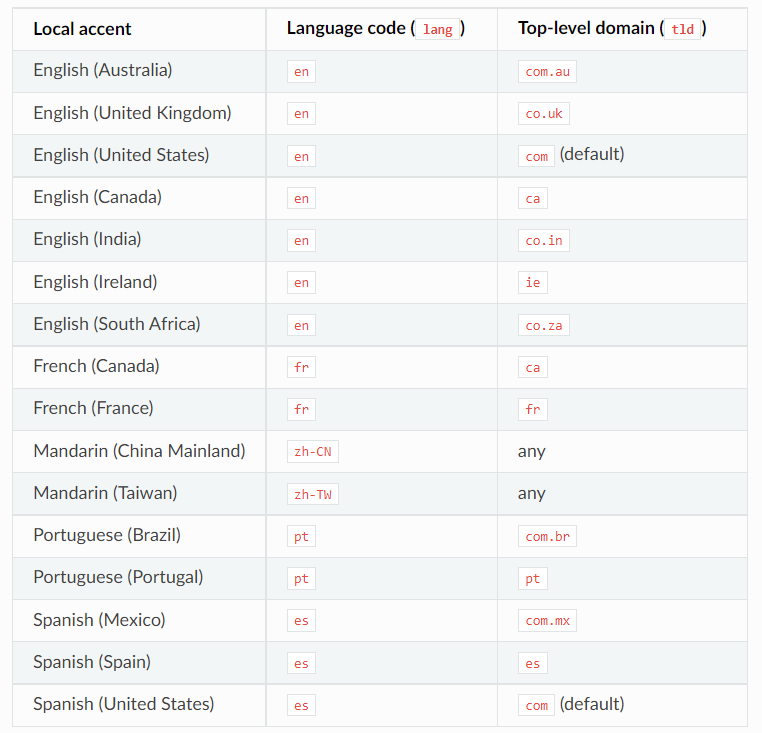 Local accent Language code (lang) Top-level domain (tld)
English (Australia) en com.au
English (United Kingdom) en co.uk
English (United States) en com (default)
English (Canada) en ca
English (India) en co.in
English (Ireland) en ie
English (South Africa) en co.za
French (Canada) fr ca
French (France) fr fr
Mandarin (China Mainland) zh-CN any
Mandarin (Taiwan) zh-TW any
Portuguese (Brazil) pt com.br
Portuguese (Portugal) pt pt
Spanish (Mexico) es com.mx
Spanish (Spain) es es
Spanish (United States) es com (default)